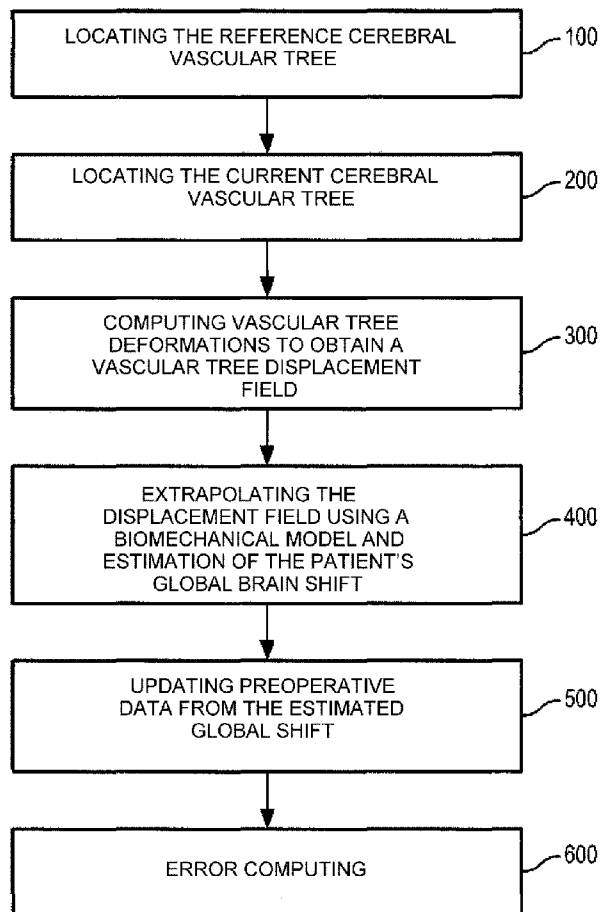 LOCATING THE REFERENCE CEREBRAL
VASCULAR TREE
100
LOCATING THE CURRENT CEREBRAL
VASCULAR TREE
200
COMPUTING VASCULAR TREE
DEFORMATIONS TO OBTAIN A
VASCULAR TREE DISPLACEMENT
FIELD
300
EXTRAPOLATING THE
DISPLACEMENT FIELD USING A
BIOMECHANICAL MODEL AND
ESTIMATION OF THE PATIENT'S
GLOBAL BRAIN SHIFT
400
UPDATING PREOPERATIVE
DATA FROM THE ESTIMATED
GLOBAL SHIFT
500
ERROR COMPUTING
600